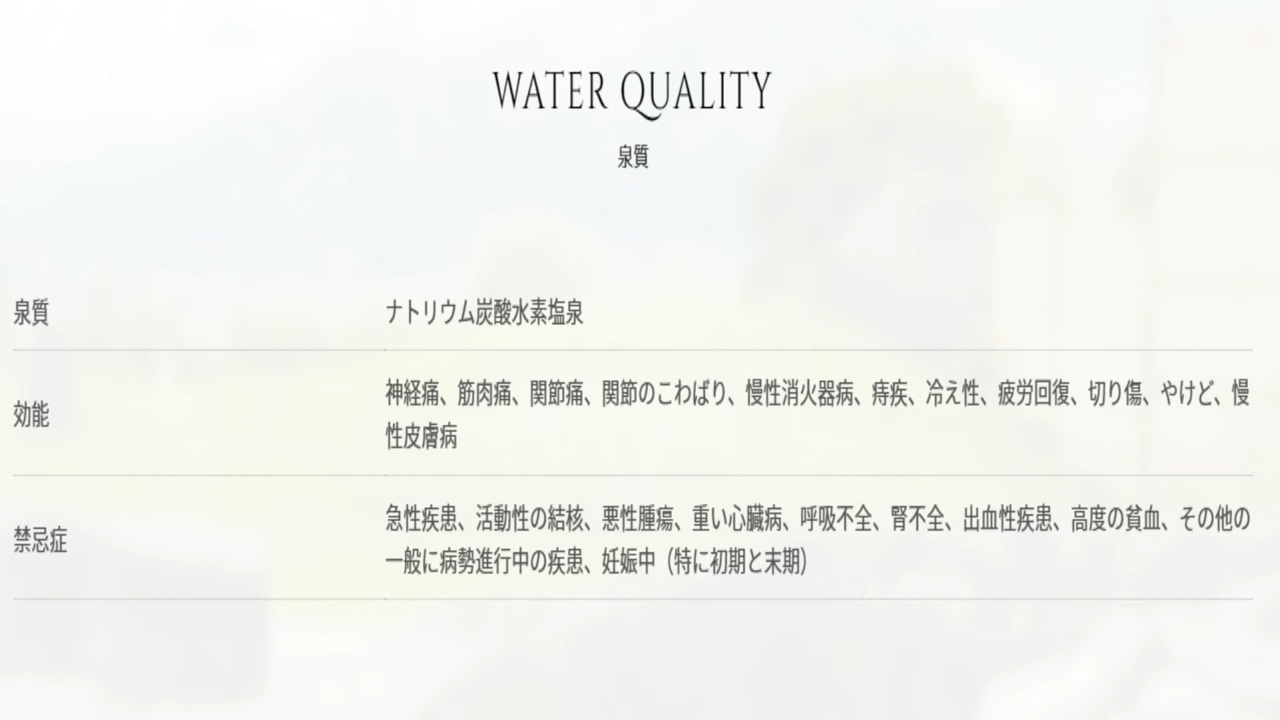 WATER QUALITY
泉質
泉質
ナトリウム炭酸水素塩泉
効能
神経痛、筋肉痛、関節痛、関節のこわばり、慢性消火器病、痔疾、冷え性、疲労回復、切り傷、やけど、慢
性皮膚病
禁忌症
急性疾患、活動性の結核、悪性腫瘍、重い心臓病、呼吸不全、腎不全、出血性疾患、高度の貧血、その他の
一般に病勢進行中の疾患、妊娠中（特に初期と末期）